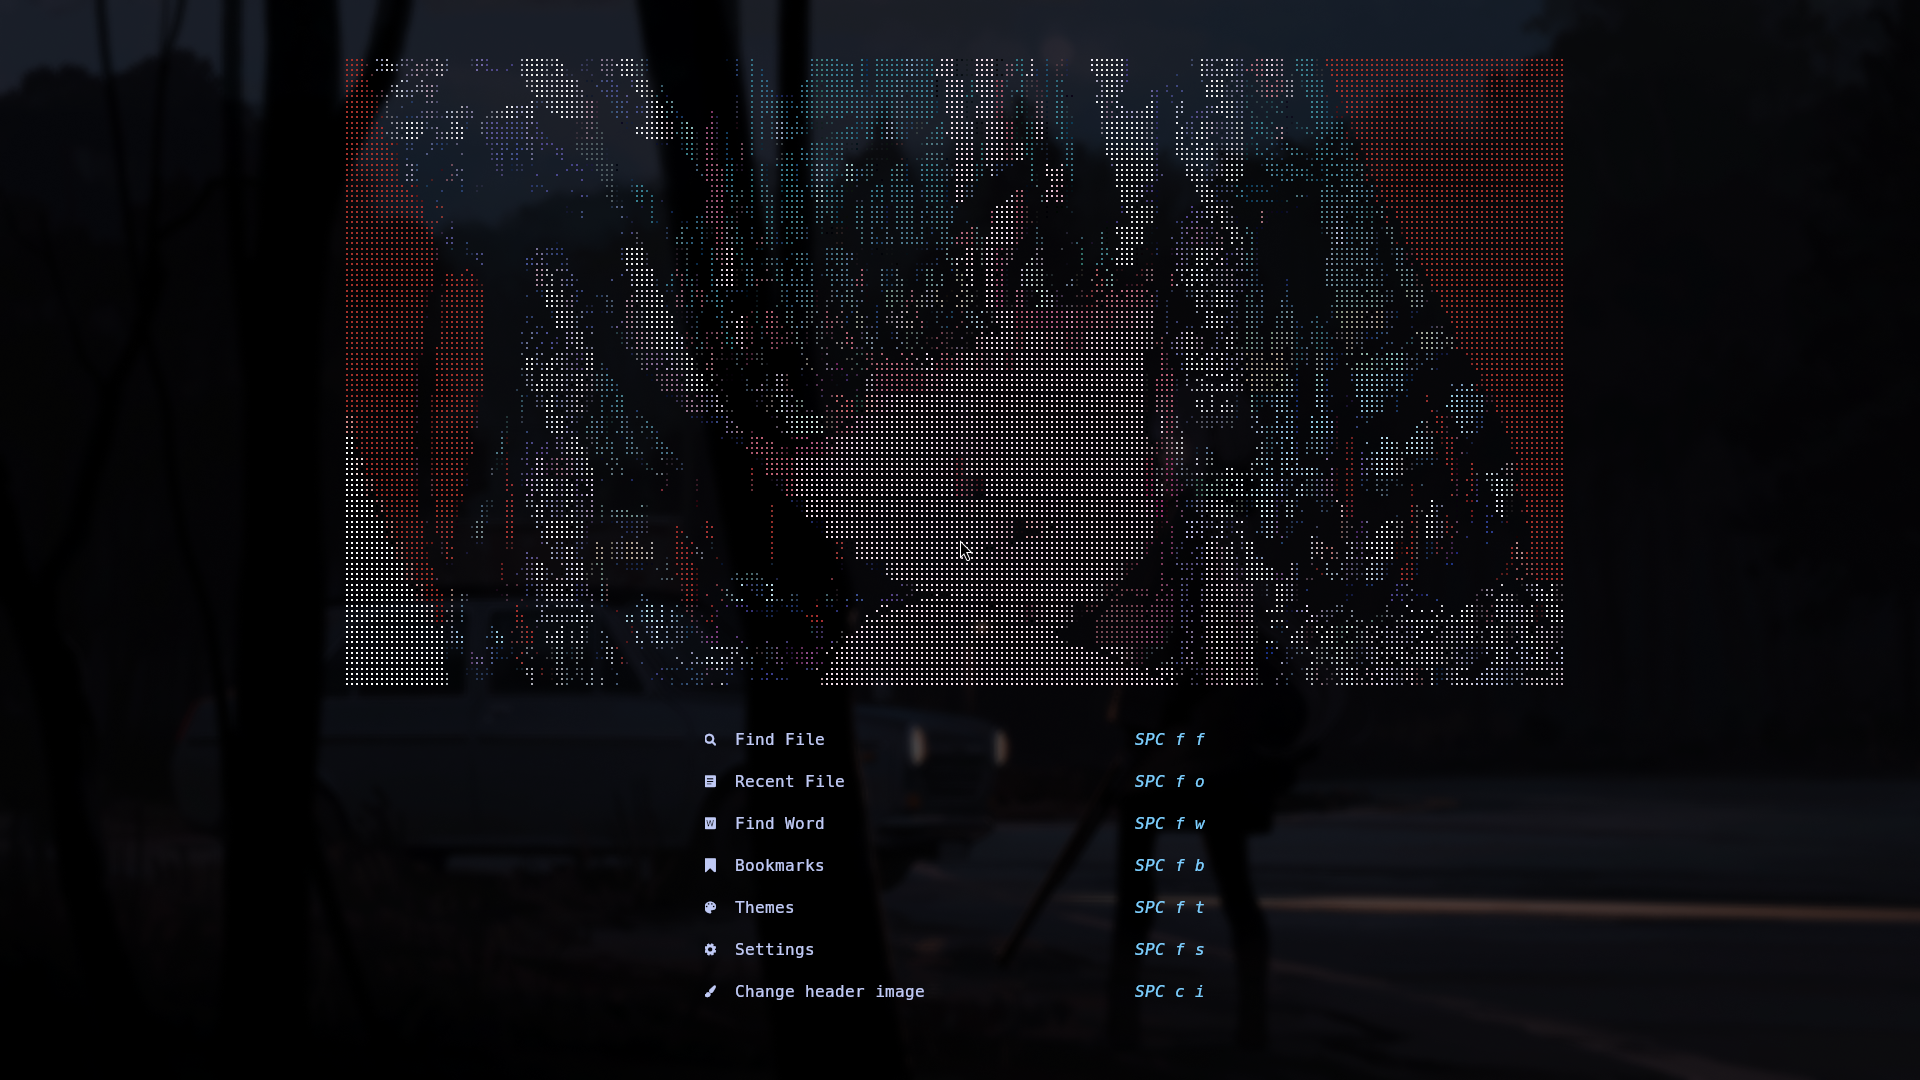 Find File SPC f f
Recent File SPC f o
Find Word SPC f w
Bookmarks SPC f b
Themes SPC f t
Settings SPC f s
Change header image SPC c i